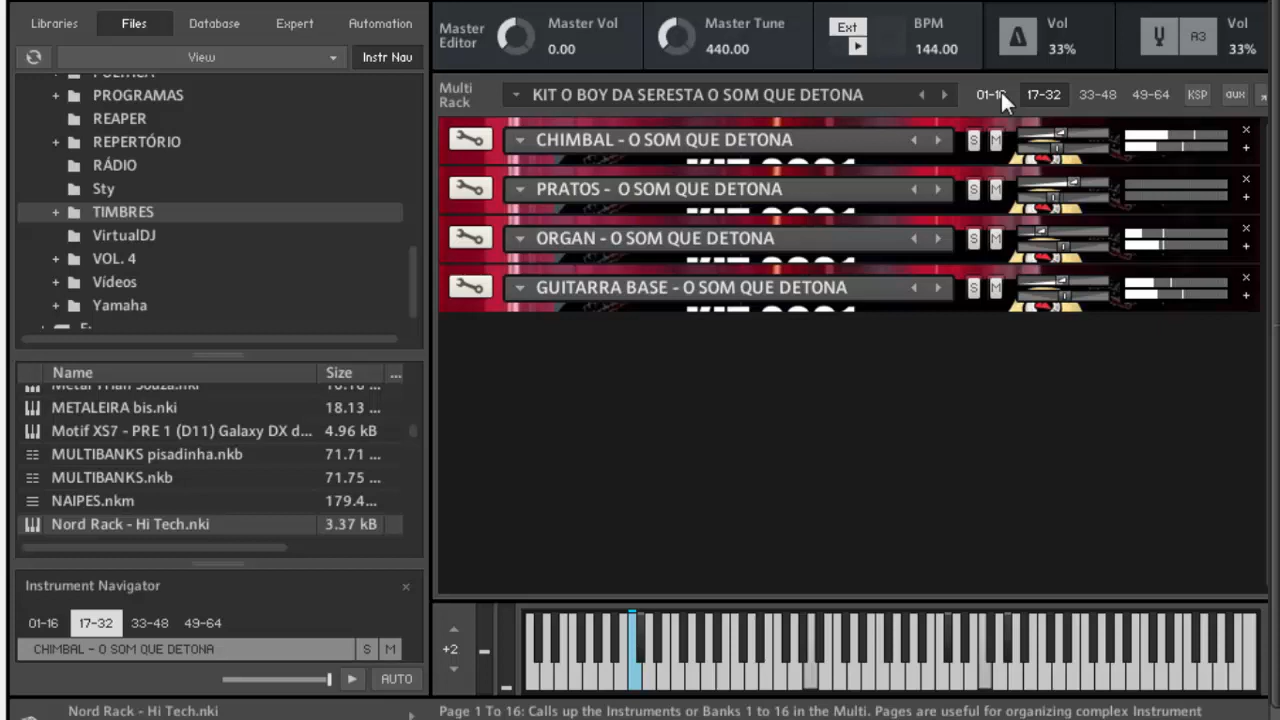 Libraries Files Database Expert Automation
View Instr Nav
POLÍTICA
PROGRAMAS
REAPER
REPERTÓRIO
RÁDIO
Sty
TIMBRES
VirtualDJ
VOL. 4
Vídeos
Yamaha
Name Size ...
METALEIRA bis.nki 18.13 ...
Motif XS7 - PRE 1 (D11) Galaxy DX d... 4.96 kB
MULTIBANKS pisadinha.nkb 71.71 ...
MULTIBANKS.nkb 71.75 ...
NAIPES.nkm 179.4...
Nord Rack - Hi Tech.nki 3.37 kB
Instrument Navigator ×
01-16 17-32 33-48 49-64
CHIMBAL - O SOM QUE DETONA S M
AUTO
Nord Rack - Hi Tech.nki
Master Editor
Master Vol
0.00
Master Tune
440.00
Ext
BPM
144.00
Vol
33%
A3
Vol
33%
Multi Rack
KIT O BOY DA SERESTA O SOM QUE DETONA
01-16 17-32 33-48 49-64 KSP aux
CHIMBAL - O SOM QUE DETONA S M
PRATOS - O SOM QUE DETONA S M
ORGAN - O SOM QUE DETONA S M
GUITARRA BASE - O SOM QUE DETONA S M
+2
Page 1 To 16: Calls up the Instruments or Banks 1 to 16 in the Multi. Pages are useful for organizing complex Instrument